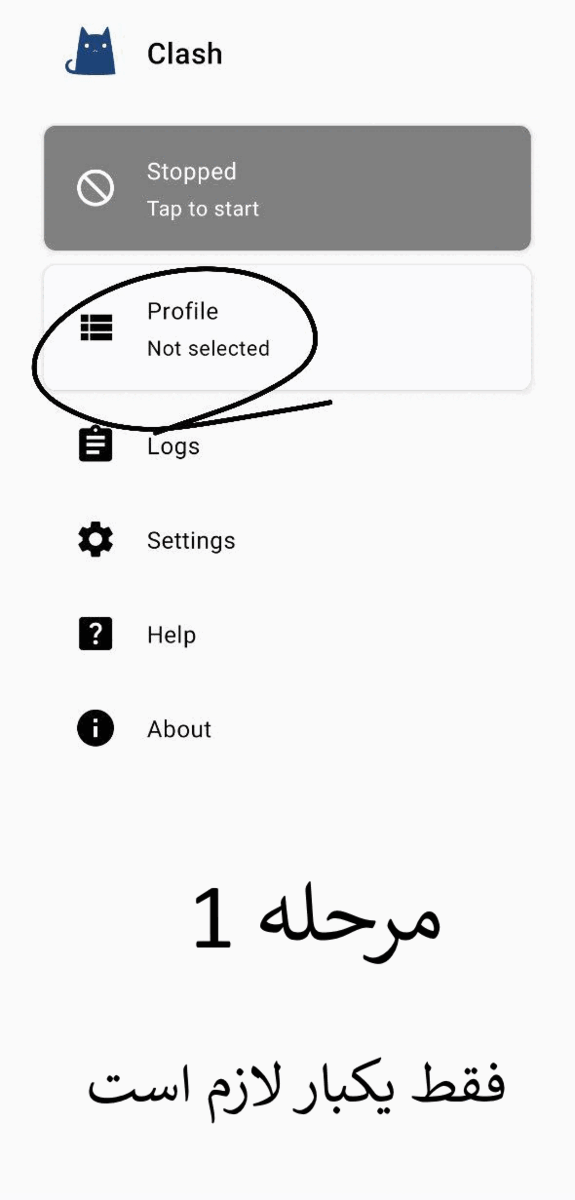 Clash
Stopped
Tap to start
Profile
Not selected
Logs
Settings
Help
About
مرحله 1
فقط یکبار لازم است